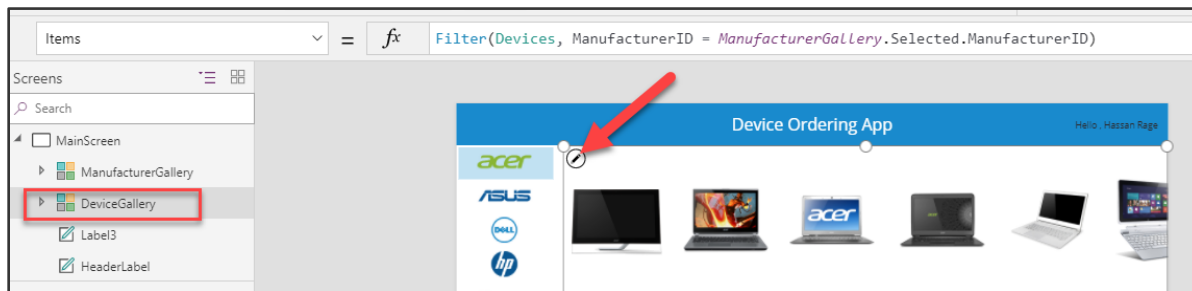 Items = fx Filter(Devices, ManufacturerID = ManufacturerGallery.Selected.ManufacturerID)
Screens
Search
MainScreen
ManufacturerGallery
DeviceGallery
Label3
HeaderLabel
Device Ordering App Hello , Hassan Rage
acer
ASUS
DELL
hp
acer